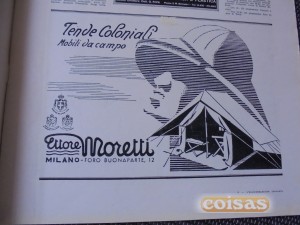 Tende Coloniali
Mobili da campo
Ettore Moretti
MILANO - FORO BUONAPARTE, 12
coisas